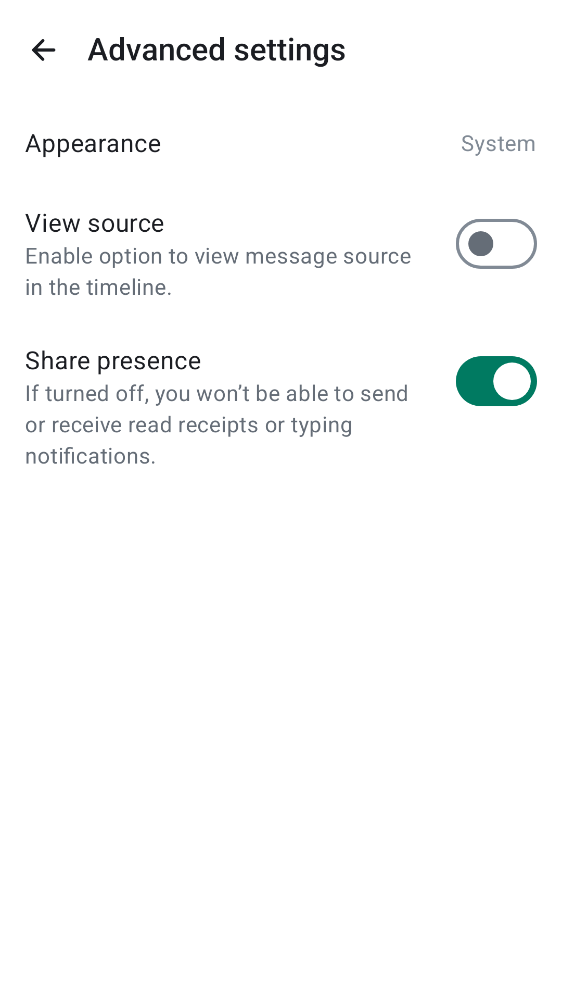 Advanced settings
Appearance
System
View source
Enable option to view message source
in the timeline.
Share presence
If turned off, you won’t be able to send
or receive read receipts or typing
notifications.